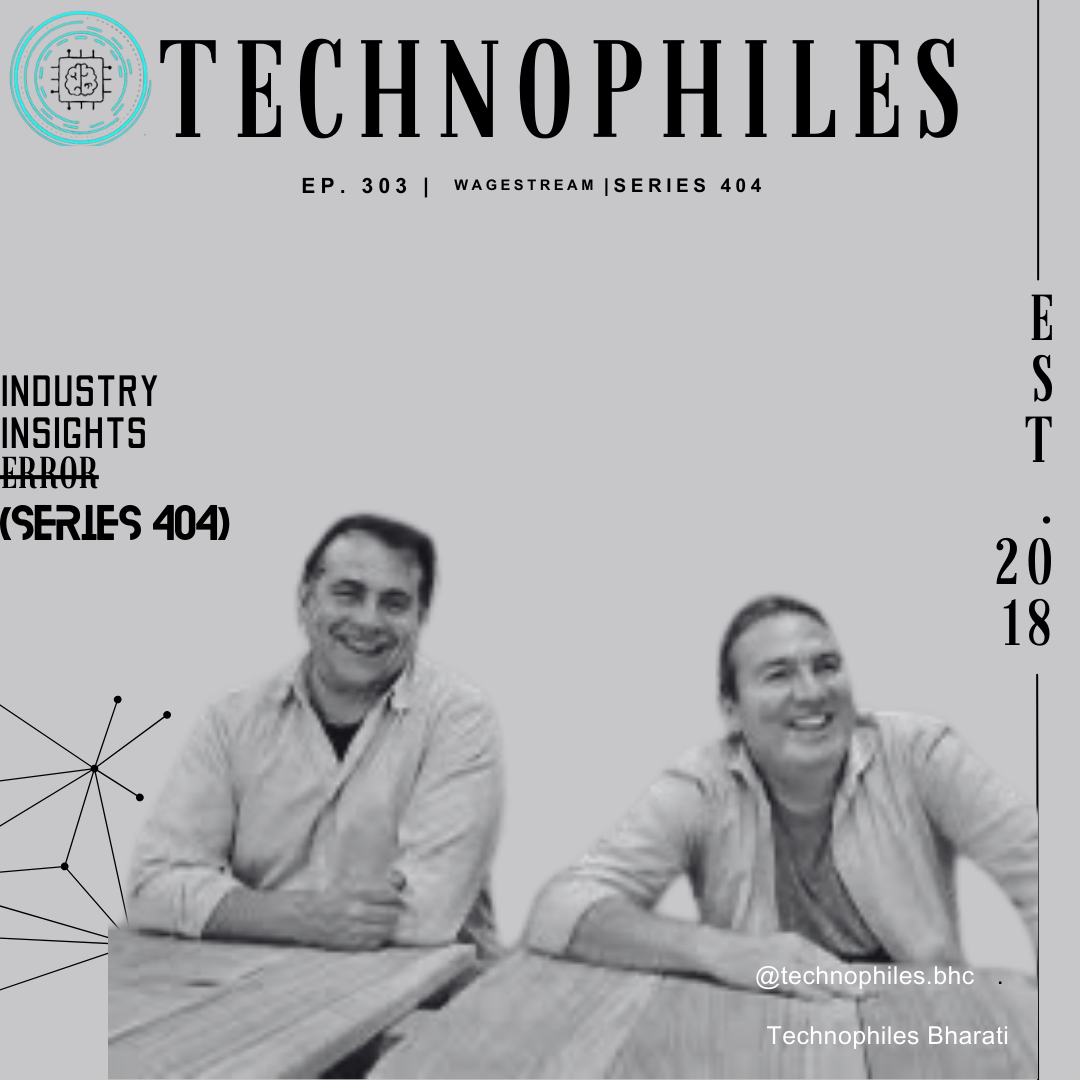 TECHNOPHILES
EP. 303 | WAGESTREAM |SERIES 404
INDUSTRY
INSIGHTS
ERROR
(SERIES 404)
E
S
T
.
20
18
@technophiles.bhc .
Technophiles Bharati